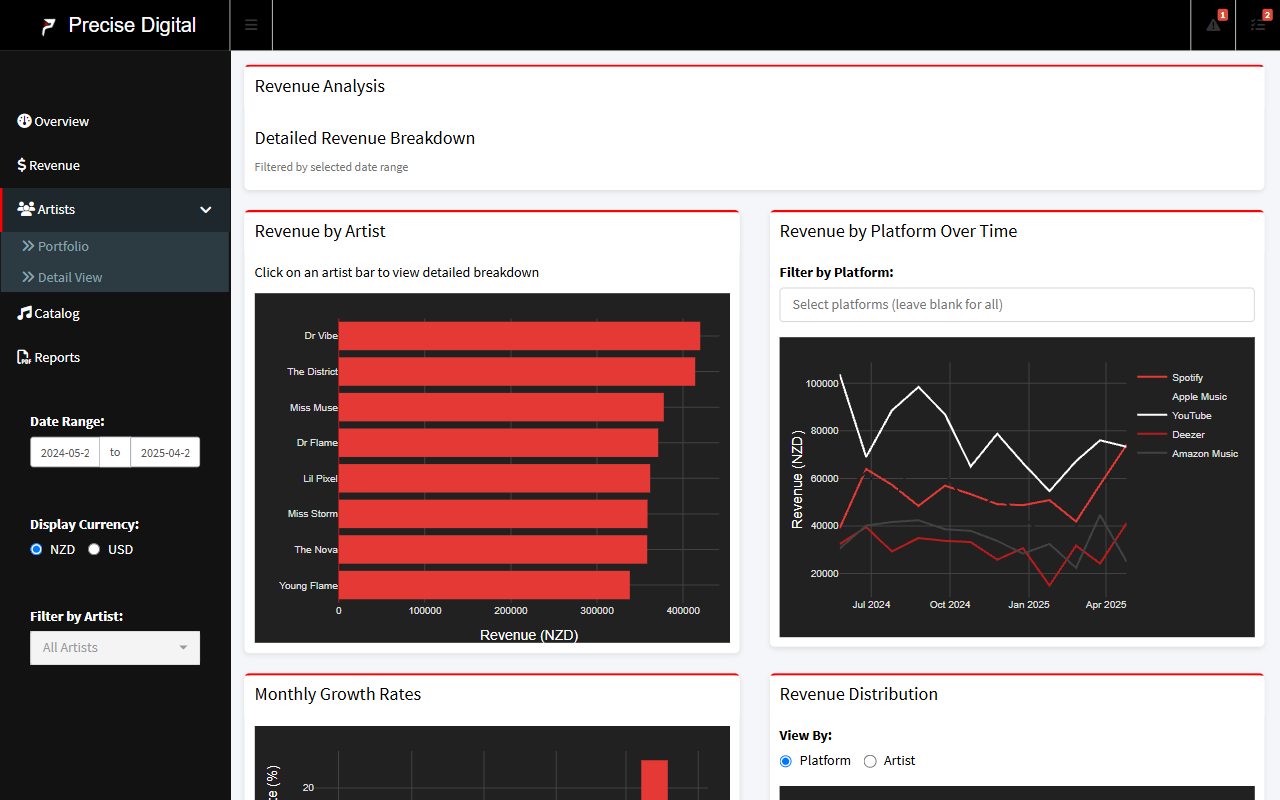 Precise Digital
1
2
Overview
Revenue
Artists
Portfolio
Detail View
Catalog
Reports
Date Range:
2024-05-2 to 2025-04-2
Display Currency:
NZD USD
Filter by Artist:
All Artists
Revenue Analysis
Detailed Revenue Breakdown
Filtered by selected date range
Revenue by Artist
Click on an artist bar to view detailed breakdown
Dr Vibe
The District
Miss Muse
Dr Flame
Lil Pixel
Miss Storm
The Nova
Young Flame
0 100000 200000 300000 400000
Revenue (NZD)
Revenue by Platform Over Time
Filter by Platform:
Select platforms (leave blank for all)
Revenue (NZD)
100000
80000
60000
40000
20000
Jul 2024 Oct 2024 Jan 2025 Apr 2025
Spotify
Apple Music
YouTube
Deezer
Amazon Music
Monthly Growth Rates
20
Revenue Distribution
View By:
Platform Artist